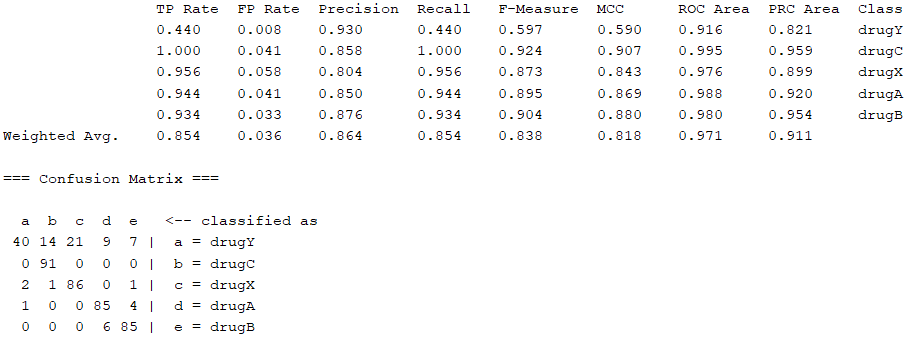 TP Rate FP Rate Precision Recall F-Measure MCC ROC Area PRC Area Class
0.440 0.008 0.930 0.440 0.597 0.590 0.916 0.821 drugY
1.000 0.041 0.858 1.000 0.924 0.907 0.995 0.959 drugC
0.956 0.058 0.804 0.956 0.873 0.843 0.976 0.899 drugX
0.944 0.041 0.850 0.944 0.895 0.869 0.988 0.920 drugA
0.934 0.033 0.876 0.934 0.904 0.880 0.980 0.954 drugB
Weighted Avg. 0.854 0.036 0.864 0.854 0.838 0.818 0.971 0.911
=== Confusion Matrix ===
a b c d e <-- classified as
40 14 21 9 7 | a = drugY
0 91 0 0 0 | b = drugC
2 1 86 0 1 | c = drugX
1 0 0 85 4 | d = drugA
0 0 0 6 85 | e = drugB